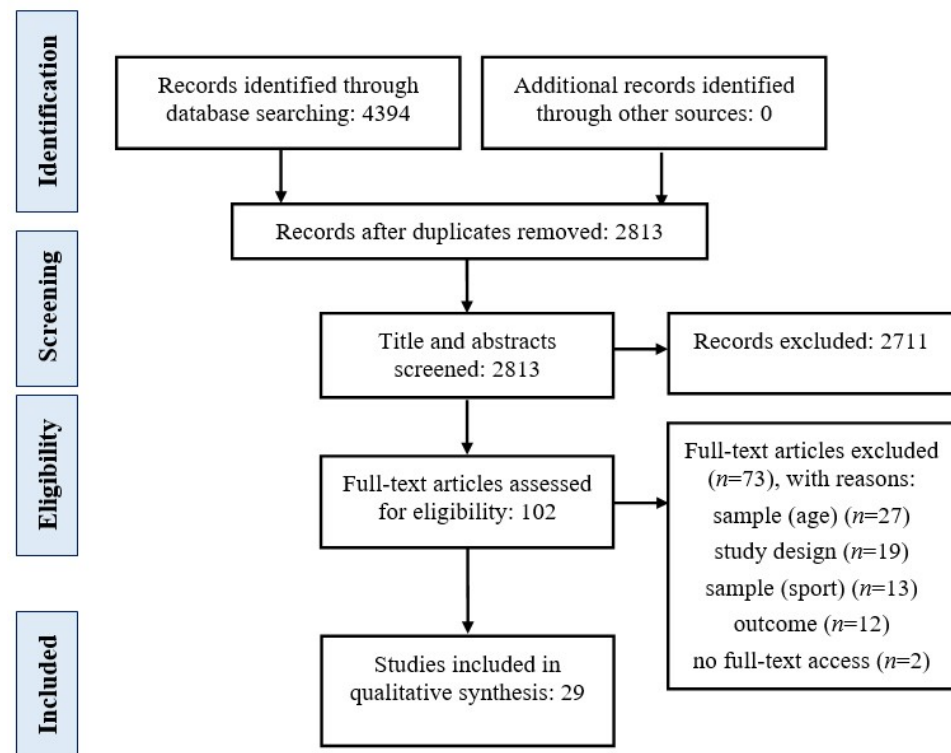 Identification
Records identified through
database searching: 4394
Additional records identified
through other sources: 0
Records after duplicates removed: 2813
Screening
Title and abstracts
screened: 2813
Records excluded: 2711
Eligibility
Full-text articles assessed
for eligibility: 102
Full-text articles excluded
(n=73), with reasons:
sample (age) (n=27)
study design (n=19)
sample (sport) (n=13)
outcome (n=12)
no full-text access (n=2)
Included
Studies included in
qualitative synthesis: 29